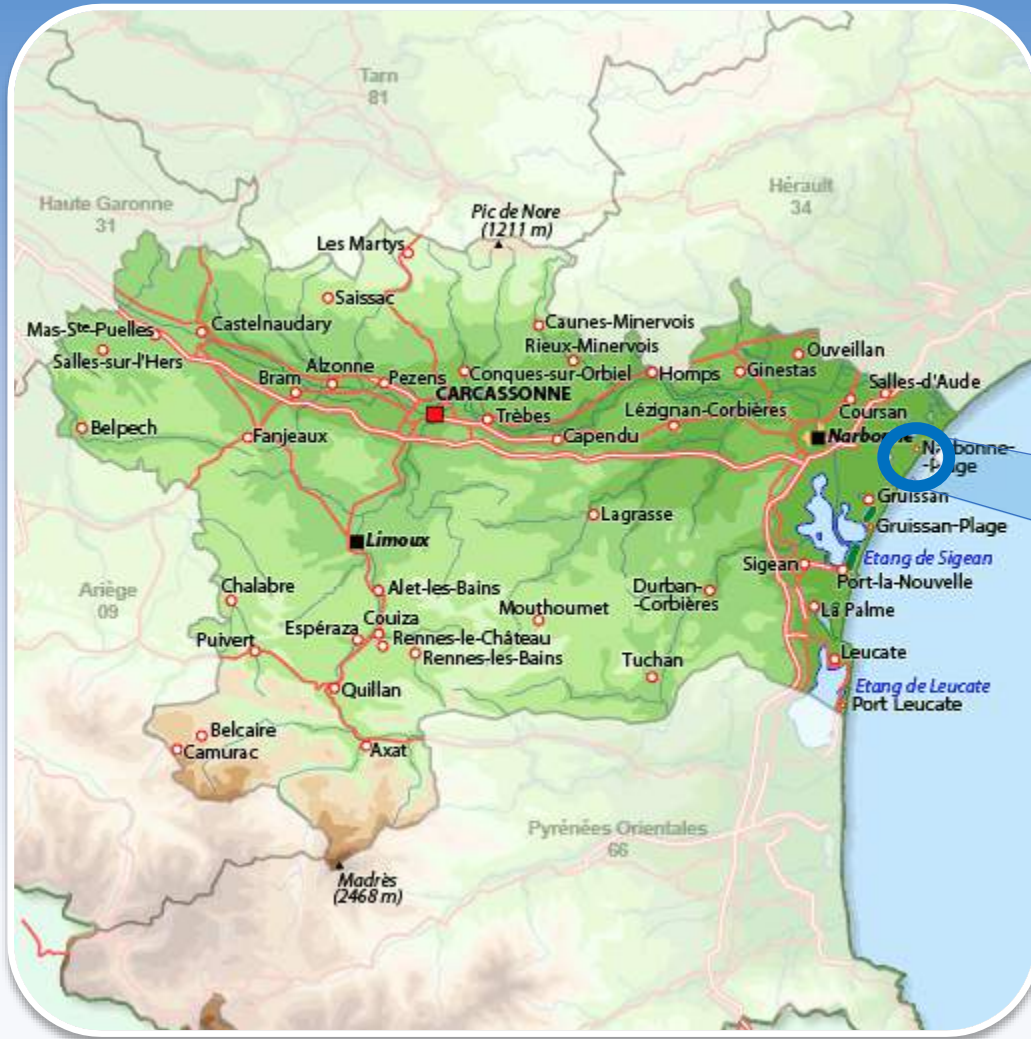 Tarn
81
Haute Garonne
31
Hérault
34
Pic de Nore
(1211 m)
Les Martys
Saissac
Mas-Ste-Puelles
Castelnaudary
Caunes-Minervois
Salles-sur-l'Hers
Rieux-Minervois
Ouveillan
Alzonne
Bram
Pezens
Conques-sur-Orbiel
Homps
Ginestas
Salles-d'Aude
CARCASSONNE
Trèbes
Lézignan-Corbières
Coursan
Belpech
Fanjeaux
Capendu
Narbonne
Narbonne-
-Plage
Gruissan
Lagrasse
Gruissan-Plage
Limoux
Etang de Sigean
Sigean
Port-la-Nouvelle
Ariège
09
Chalabre
Alet-les-Bains
Durban-
-Corbières
Mouthoumet
La Palme
Couiza
Espéraza
Puivert
Rennes-le-Château
Rennes-les-Bains
Tuchan
Leucate
Quillan
Etang de Leucate
Port Leucate
Belcaire
Camurac
Axat
Pyrénées Orientales
66
Madrès
(2468 m)